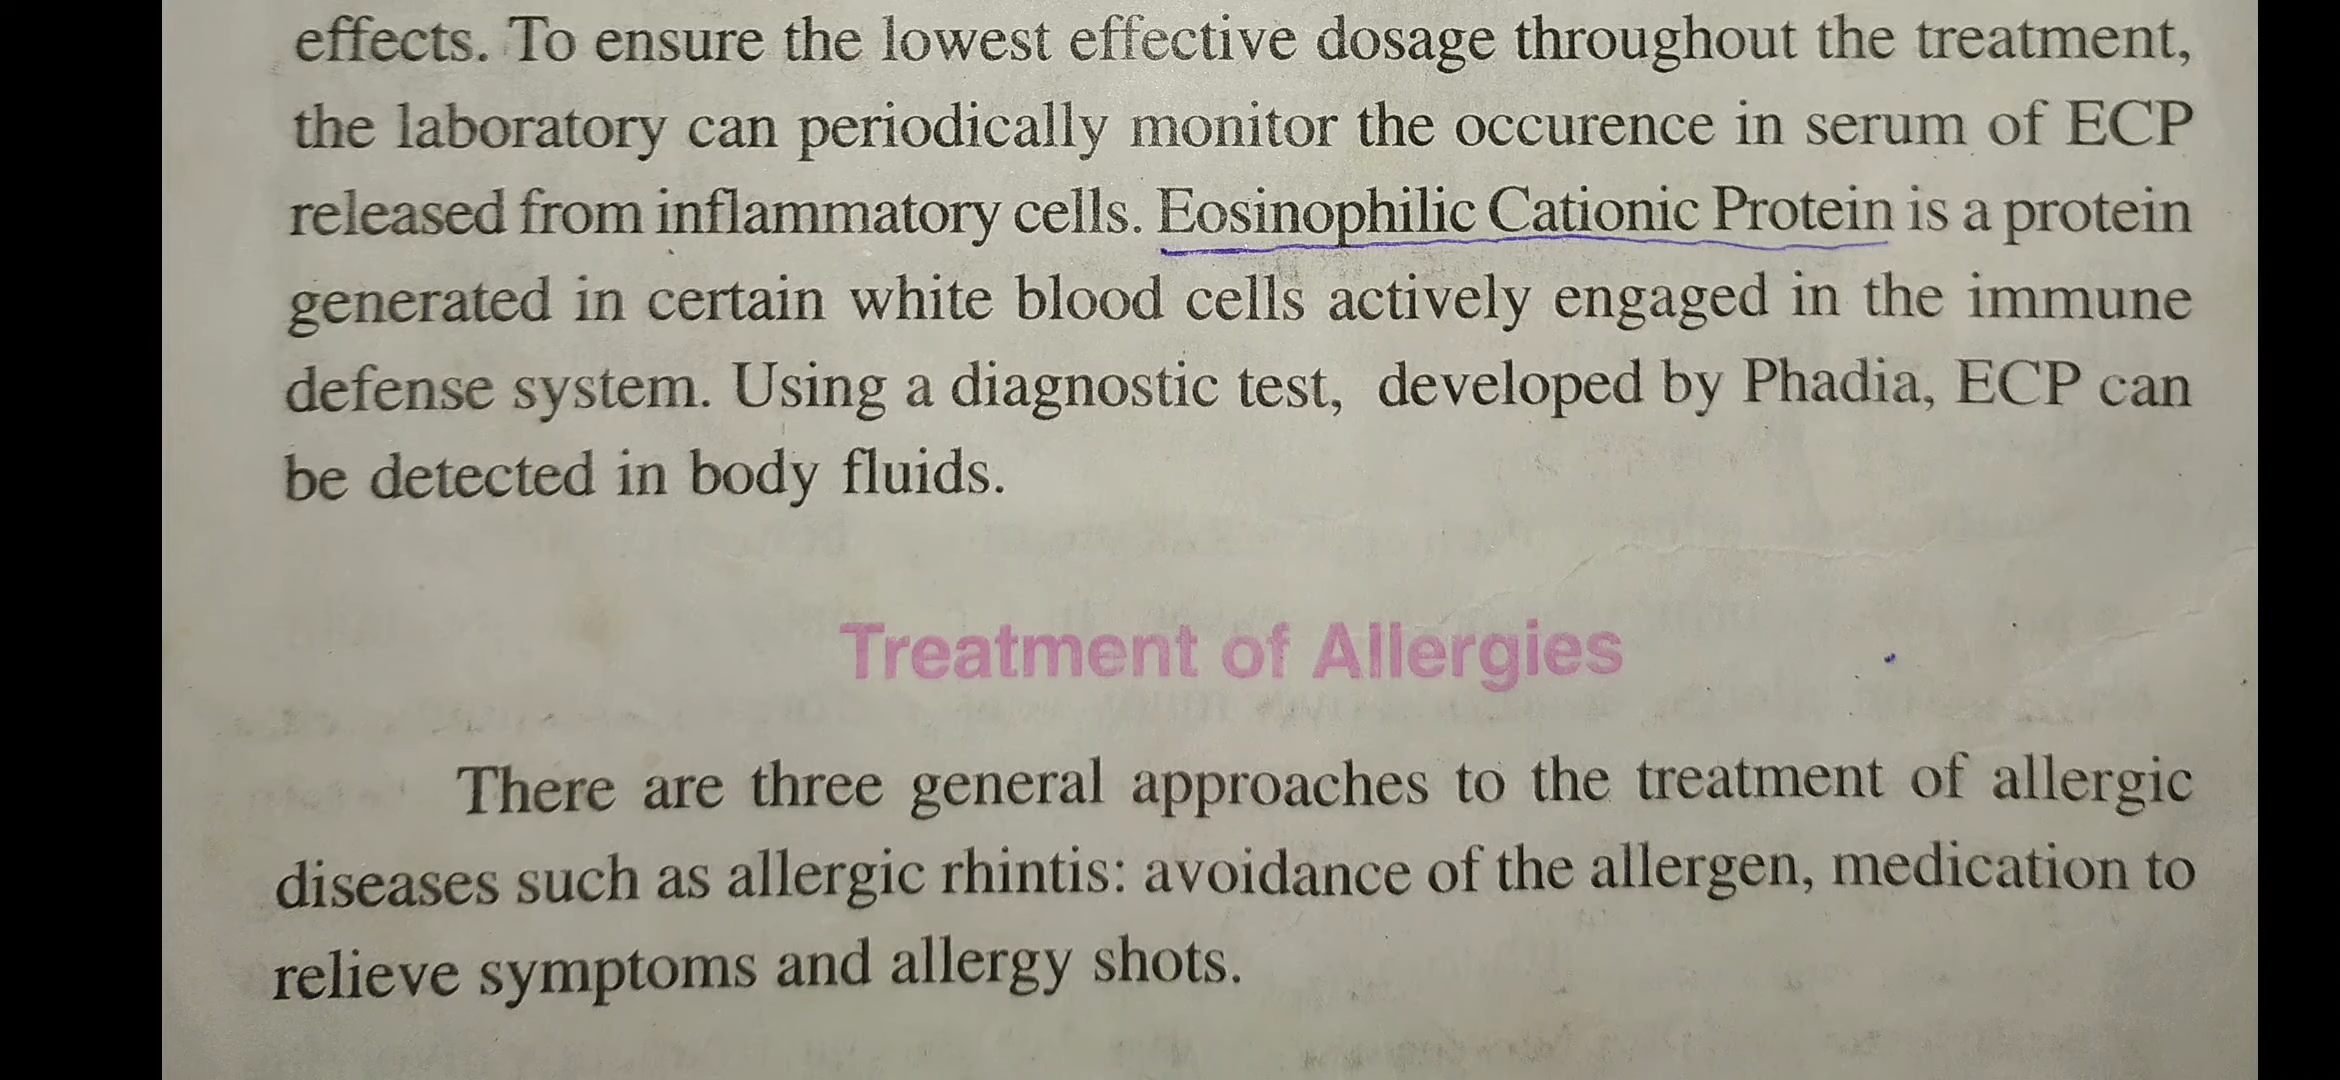 effects. To ensure the lowest effective dosage throughout the treatment,
the laboratory can periodically monitor the occurence in serum of ECP
released from inflammatory cells. Eosinophilic Cationic Protein is a protein
generated in certain white blood cells actively engaged in the immune
defense system. Using a diagnostic test, developed by Phadia, ECP can
be detected in body fluids.
Treatment of Allergies
There are three general approaches to the treatment of allergic
diseases such as allergic rhintis: avoidance of the allergen, medication to
relieve symptoms and allergy shots.